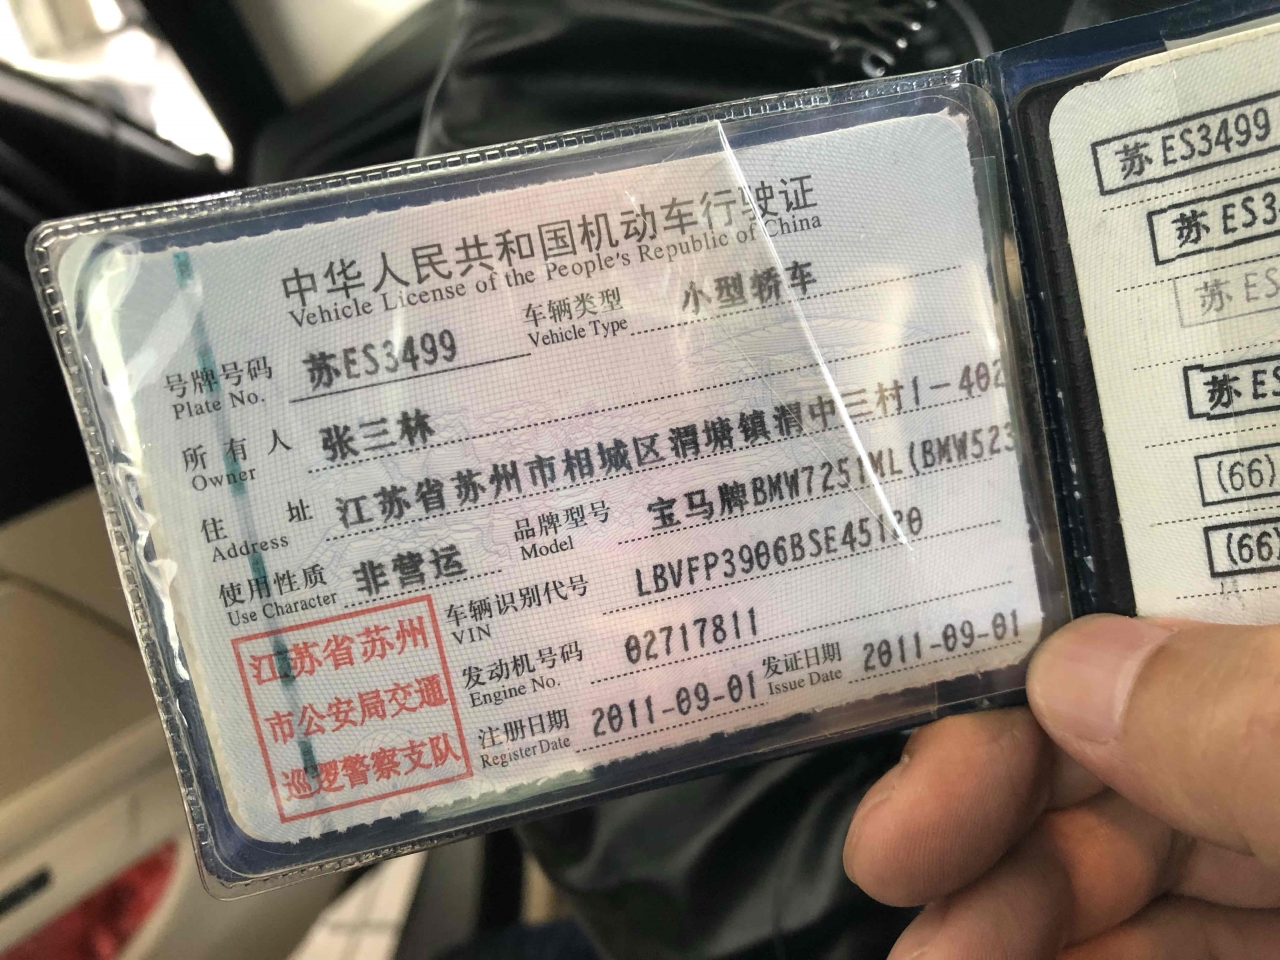 中华人民共和国机动车行驶证
Vehicle License of the People's Republic of China
号牌号码 苏ES3499 车辆类型 小型轿车
Plate No. Vehicle Type
所有人 张三林
Owner
住址 江苏省苏州市相城区渭塘镇渭中三村1-402
Address
使用性质 非营运 品牌型号 宝马牌BMW7251ML(BMW523
Use Character Model
车辆识别代号 LBVFP3906BSE45120
VIN
发动机号码 02717811
Engine No.
注册日期 2011-09-01 发证日期 2011-09-01
Register Date Issue Date
江苏省苏州
市公安局交通
巡逻警察支队
苏ES3499
苏ES3
苏ES
苏ES
(66)
(66)